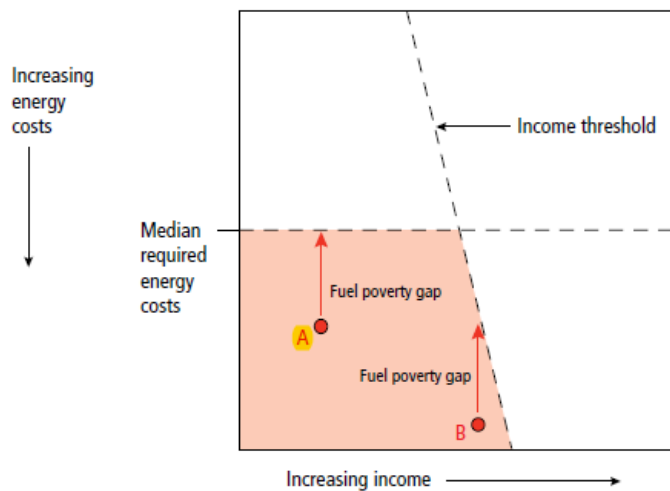 Increasing
energy
costs
Income threshold
Median
required
energy
costs
Fuel poverty gap
A
Fuel poverty gap
B
Increasing income